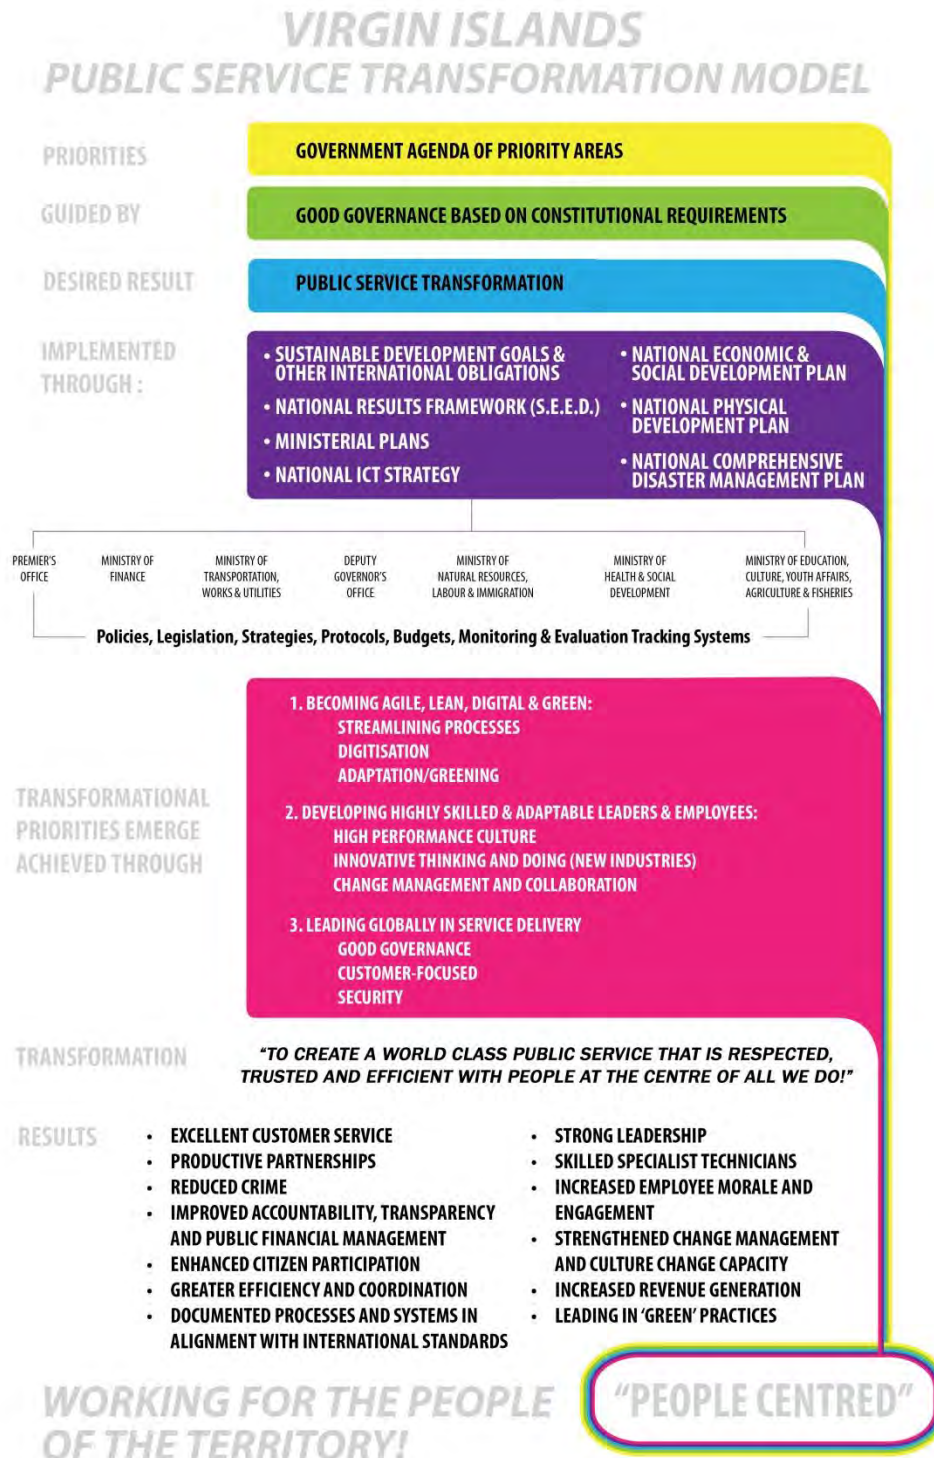 VIRGIN ISLANDS
PUBLIC SERVICE TRANSFORMATION MODEL
PRIORITIES
GOVERNMENT AGENDA OF PRIORITY AREAS
GUIDED BY
GOOD GOVERNANCE BASED ON CONSTITUTIONAL REQUIREMENTS
DESIRED RESULT
PUBLIC SERVICE TRANSFORMATION
IMPLEMENTED
THROUGH :
• SUSTAINABLE DEVELOPMENT GOALS &
OTHER INTERNATIONAL OBLIGATIONS
• NATIONAL RESULTS FRAMEWORK (S.E.E.D.)
• MINISTERIAL PLANS
• NATIONAL ICT STRATEGY
• NATIONAL ECONOMIC &
SOCIAL DEVELOPMENT PLAN
• NATIONAL PHYSICAL
DEVELOPMENT PLAN
• NATIONAL COMPREHENSIVE
DISASTER MANAGEMENT PLAN
PREMIER'S
OFFICE
MINISTRY OF
FINANCE
MINISTRY OF
TRANSPORTATION,
WORKS & UTILITIES
DEPUTY
GOVERNOR'S
OFFICE
MINISTRY OF
NATURAL RESOURCES,
LABOUR & IMMIGRATION
MINISTRY OF
HEALTH & SOCIAL
DEVELOPMENT
MINISTRY OF EDUCATION,
CULTURE, YOUTH AFFAIRS,
AGRICULTURE & FISHERIES
Policies, Legislation, Strategies, Protocols, Budgets, Monitoring & Evaluation Tracking Systems
TRANSFORMATIONAL
PRIORITIES EMERGE
ACHIEVED THROUGH
1. BECOMING AGILE, LEAN, DIGITAL & GREEN:
STREAMLINING PROCESSES
DIGITISATION
ADAPTATION/GREENING
2. DEVELOPING HIGHLY SKILLED & ADAPTABLE LEADERS & EMPLOYEES:
HIGH PERFORMANCE CULTURE
INNOVATIVE THINKING AND DOING (NEW INDUSTRIES)
CHANGE MANAGEMENT AND COLLABORATION
3. LEADING GLOBALLY IN SERVICE DELIVERY
GOOD GOVERNANCE
CUSTOMER-FOCUSED
SECURITY
TRANSFORMATION
"TO CREATE A WORLD CLASS PUBLIC SERVICE THAT IS RESPECTED,
TRUSTED AND EFFICIENT WITH PEOPLE AT THE CENTRE OF ALL WE DO!"
RESULTS
• EXCELLENT CUSTOMER SERVICE
• PRODUCTIVE PARTNERSHIPS
• REDUCED CRIME
• IMPROVED ACCOUNTABILITY, TRANSPARENCY
AND PUBLIC FINANCIAL MANAGEMENT
• ENHANCED CITIZEN PARTICIPATION
• GREATER EFFICIENCY AND COORDINATION
• DOCUMENTED PROCESSES AND SYSTEMS IN
ALIGNMENT WITH INTERNATIONAL STANDARDS
• STRONG LEADERSHIP
• SKILLED SPECIALIST TECHNICIANS
• INCREASED EMPLOYEE MORALE AND
ENGAGEMENT
• STRENGTHENED CHANGE MANAGEMENT
AND CULTURE CHANGE CAPACITY
• INCREASED REVENUE GENERATION
• LEADING IN 'GREEN' PRACTICES
WORKING FOR THE PEOPLE
OF THE TERRITORY!
"PEOPLE CENTRED"